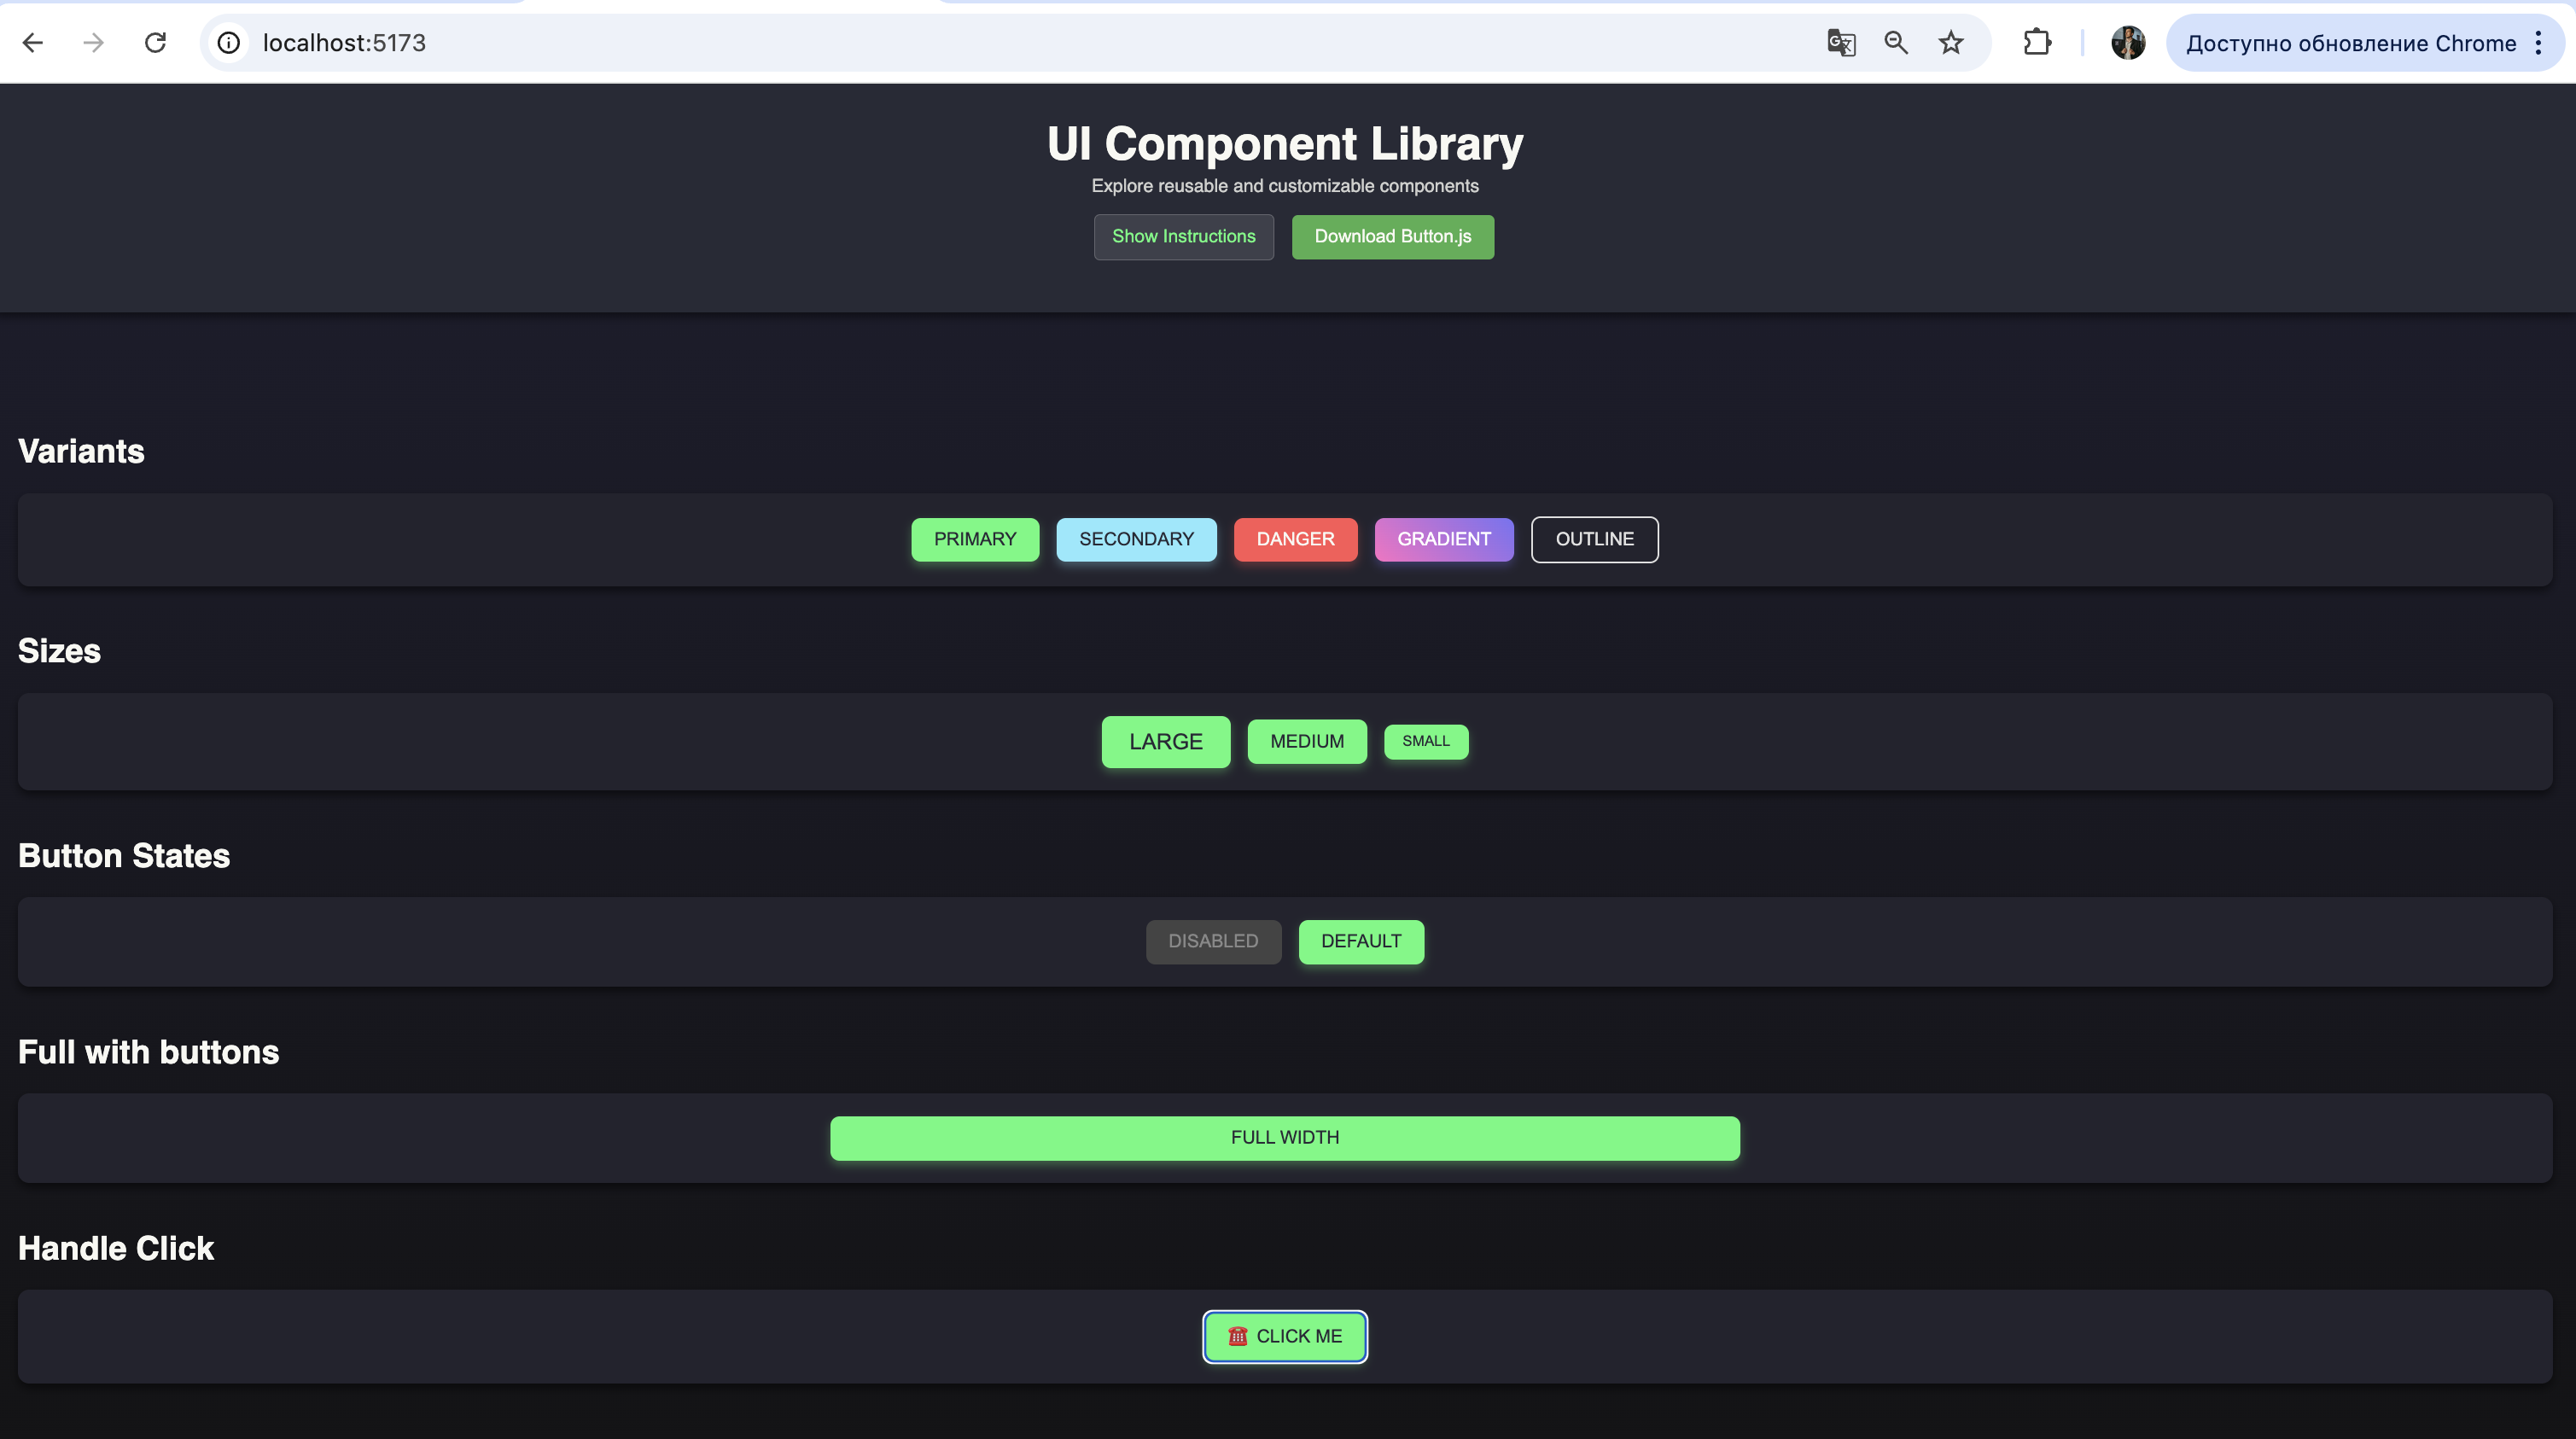 localhost:5173
Доступно обновление Chrome
UI Component Library
Explore reusable and customizable components
Show Instructions Download Button.js
Variants
PRIMARY SECONDARY DANGER GRADIENT OUTLINE
Sizes
LARGE MEDIUM SMALL
Button States
DISABLED DEFAULT
Full with buttons
FULL WIDTH
Handle Click
☎️ CLICK ME